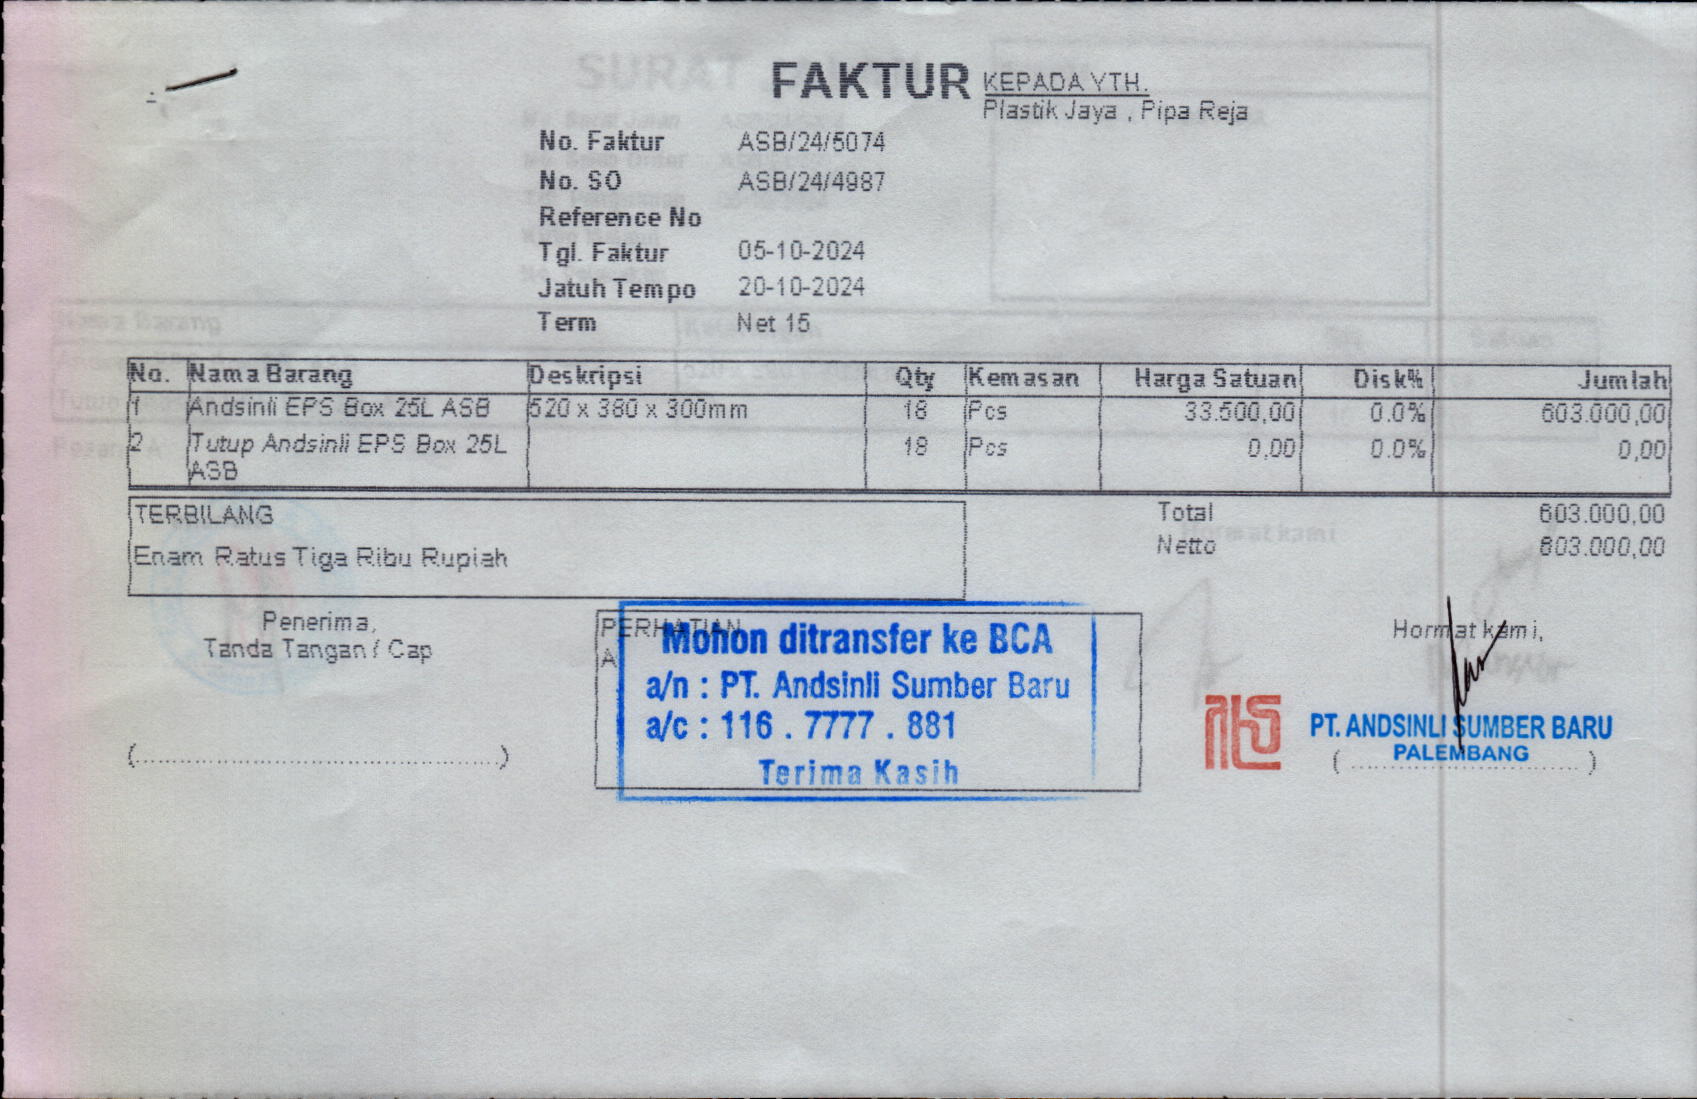 FAKTUR
KEPADA YTH.
Plastik Jaya , Pipa Reja
No. Faktur ASB/24/5074
No. SO ASB/24/4987
Reference No
Tgl. Faktur 05-10-2024
Jatuh Tempo 20-10-2024
Term Net 15
No. Nama Barang Deskripsi Qty Kemasan Harga Satuan Disk% Jumlah
1 Andsinli EPS Box 25L ASB 520 x 380 x 300mm 18 Pcs 33.500,00 0.0% 603.000,00
2 Tutup Andsinli EPS Box 25L 18 Pcs 0,00 0.0% 0,00
ASB
TERBILANG
Enam Ratus Tiga Ribu Rupiah
Total 603.000,00
Netto 603.000,00
Penerima,
Tanda Tangan / Cap
(....................................................)
PERHATIAN
Mohon ditransfer ke BCA
a/n : PT. Andsinli Sumber Baru
a/c : 116 . 7777 . 881
Terima Kasih
Hormat kami,
PT. ANDSINLI SUMBER BARU
PALEMBANG
(................................)